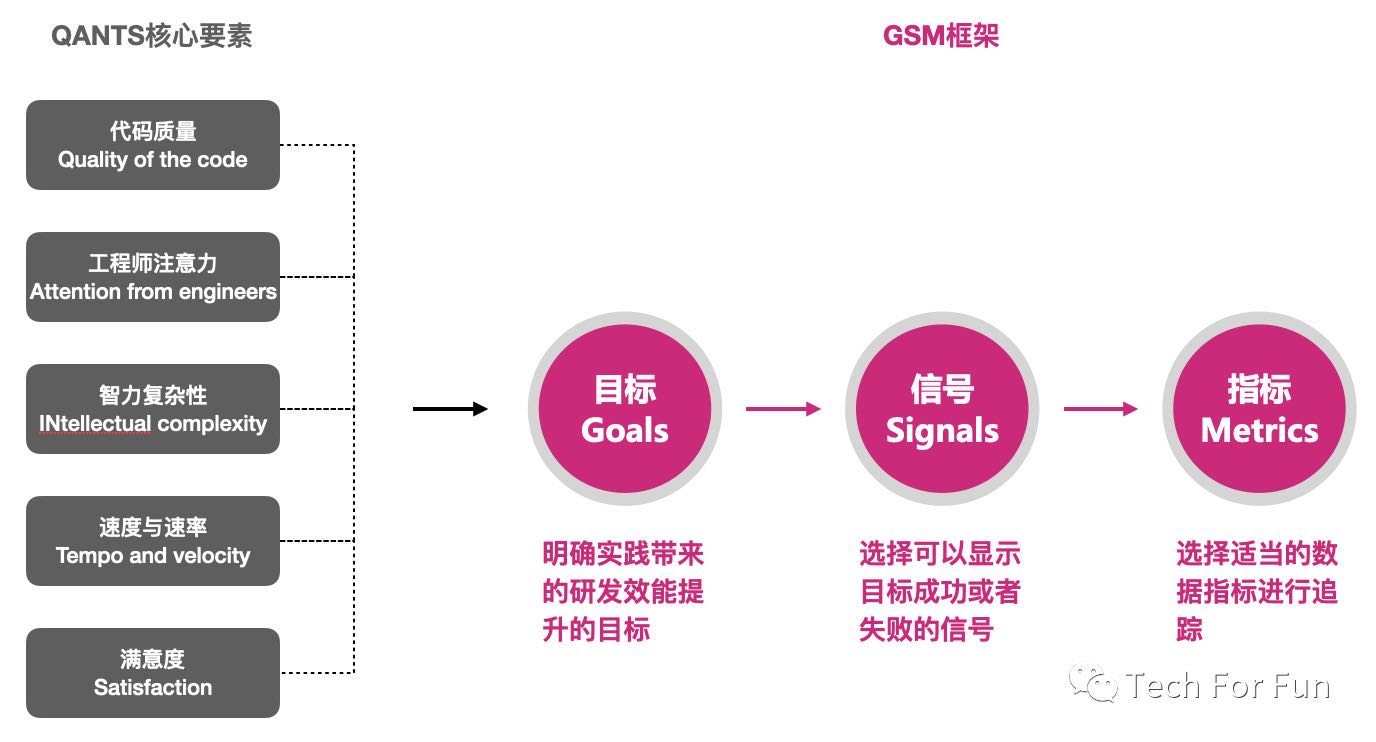 QANTS核心要素
GSM框架
代码质量
Quality of the code
工程师注意力
Attention from engineers
智力复杂性
INtellectual complexity
速度与速率
Tempo and velocity
满意度
Satisfaction
目标
Goals
明确实践带来
的研发效能提
升的目标
信号
Signals
选择可以显示
目标成功或者
失败的信号
指标
Metrics
选择适当的数
据指标进行追
踪
Tech For Fun